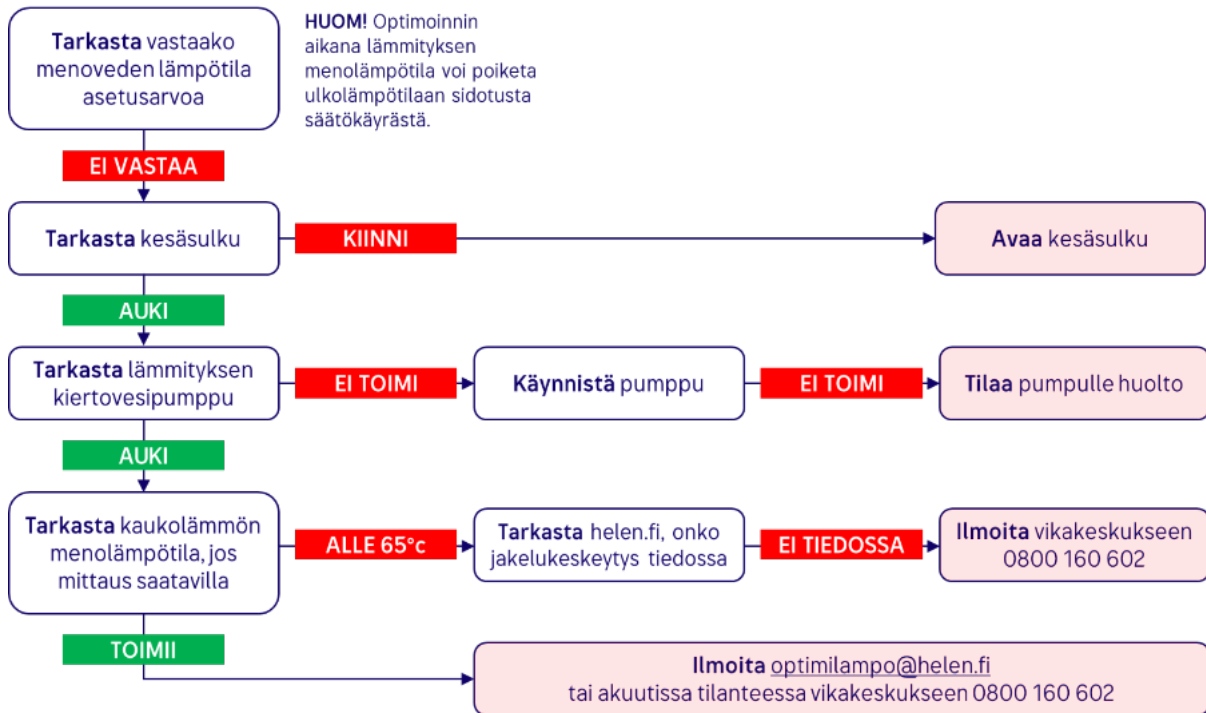 Tarkasta vastaako
menoveden lämpötila
asetusarvoa
HUOM! Optimoinnin
aikana lämmityksen
menolämpötila voi poiketa
ulkolämpötilaan sidotusta
säätökäyrästä.
EI VASTAA
Tarkasta kesäsulku
KIINNI
Avaa kesäsulku
AUKI
Tarkasta lämmityksen
kiertovesipumppu
EI TOIMI
Käynnistä pumppu
EI TOIMI
Tilaa pumpulle huolto
AUKI
Tarkasta kaukolämmön
menolämpötila, jos
mittaus saatavilla
ALLE 65°c
Tarkasta helen.fi, onko
jakelukeskeytys tiedossa
EI TIEDOSSA
Ilmoita vikakeskukseen
0800 160 602
TOIMII
Ilmoita optimilampo@helen.fi
tai akuutissa tilanteessa vikakeskukseen 0800 160 602